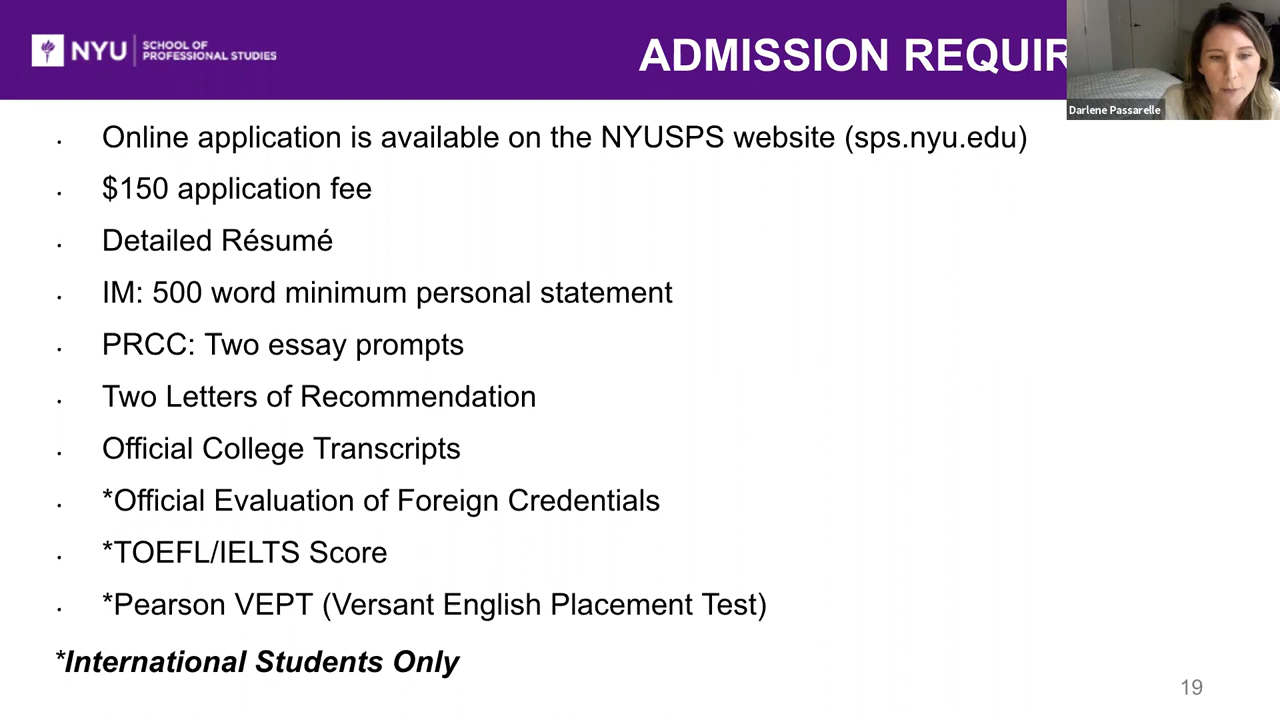 NYU
SCHOOL OF
PROFESSIONAL STUDIES
ADMISSION
Darlene Passarelle
• Online application is available on the NYUSPS website (sps.nyu.edu)
• $150 application fee
• Detailed Résumé
• IM: 500 word minimum personal statement
• PRCC: Two essay prompts
• Two Letters of Recommendation
• Official College Transcripts
• *Official Evaluation of Foreign Credentials
• *TOEFL/IELTS Score
• *Pearson VEPT (Versant English Placement Test)
*International Students Only
19